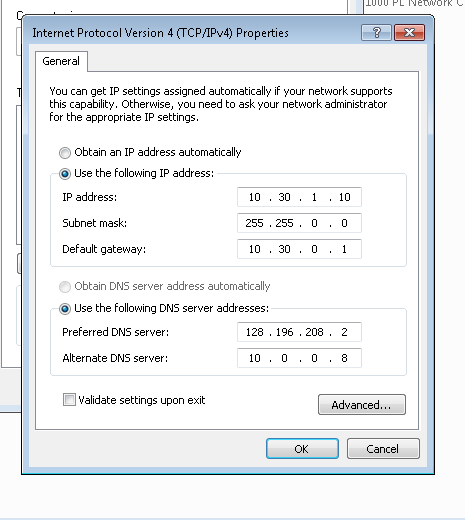 1000 PL Network C
Internet Protocol Version 4 (TCP/IPv4) Properties
General
You can get IP settings assigned automatically if your network supports
this capability. Otherwise, you need to ask your network administrator
for the appropriate IP settings.
Obtain an IP address automatically
Use the following IP address:
IP address: 10 . 30 . 1 . 10
Subnet mask: 255 . 255 . 0 . 0
Default gateway: 10 . 30 . 0 . 1
Obtain DNS server address automatically
Use the following DNS server addresses:
Preferred DNS server: 128 . 196 . 208 . 2
Alternate DNS server: 10 . 0 . 0 . 8
Validate settings upon exit
Advanced...
OK Cancel